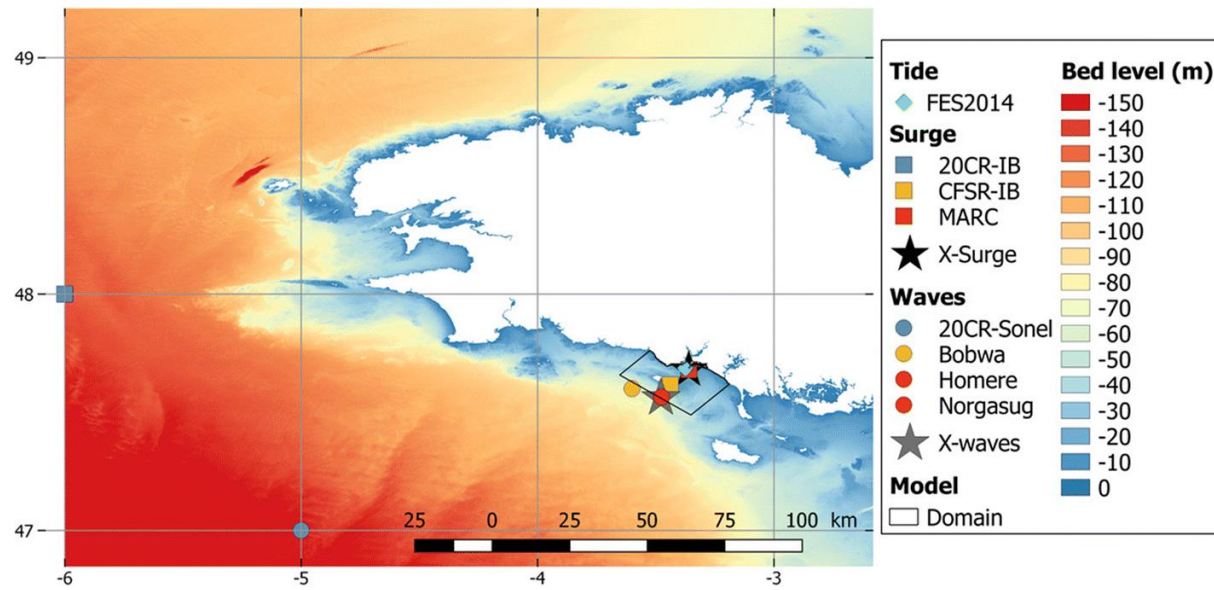 49
48
47
-6
-5
-4
-3
25 0 25 50 75 100 km
Tide
FES2014
Surge
20CR-IB
CFSR-IB
MARC
X-Surge
Waves
20CR-Sonel
Bobwa
Homere
Norgasug
X-waves
Model
Domain
Bed level (m)
-150
-140
-130
-120
-110
-100
-90
-80
-70
-60
-50
-40
-30
-20
-10
0